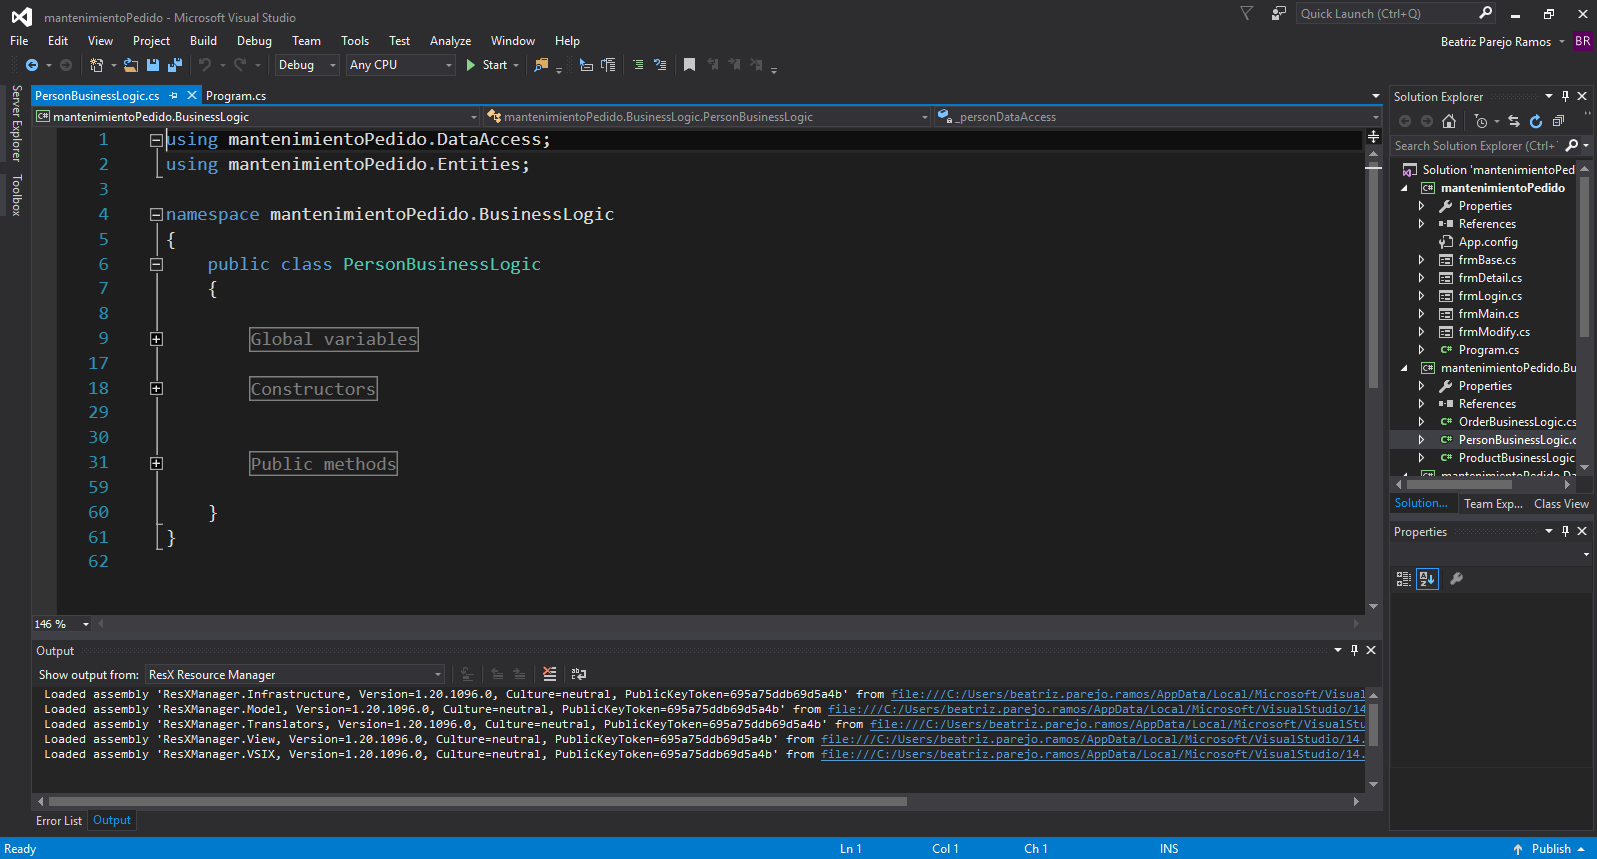 mantenimientoPedido - Microsoft Visual Studio
Quick Launch (Ctrl+Q)
File Edit View Project Build Debug Team Tools Test Analyze Window Help
Beatriz Parejo Ramos BR
Debug Any CPU Start
Server Explorer
Toolbox
PersonBusinessLogic.cs Program.cs
mantenimientoPedido.BusinessLogic mantenimientoPedido.BusinessLogic.PersonBusinessLogic _personDataAccess
1 using mantenimientoPedido.DataAccess;
2 using mantenimientoPedido.Entities;
3
4 namespace mantenimientoPedido.BusinessLogic
5 {
6 public class PersonBusinessLogic
7 {
8
9 Global variables
17
18 Constructors
29
30
31 Public methods
59
60 }
61 }
62
146 %
Solution Explorer
Search Solution Explorer (Ctrl+
Solution 'mantenimientoPed
mantenimientoPedido
Properties
References
App.config
frmBase.cs
frmDetail.cs
frmLogin.cs
frmMain.cs
frmModify.cs
Program.cs
mantenimientoPedido.Bu
Properties
References
OrderBusinessLogic.cs
PersonBusinessLogic.c
ProductBusinessLogic
mantenimientoPedido.Da
Solution... Team Exp... Class View
Properties
Output
Show output from: ResX Resource Manager
Loaded assembly 'ResXManager.Infrastructure, Version=1.20.1096.0, Culture=neutral, PublicKeyToken=695a75ddb69d5a4b' from file:///C:/Users/beatriz.parejo.ramos/AppData/Local/Microsoft/Visual
Loaded assembly 'ResXManager.Model, Version=1.20.1096.0, Culture=neutral, PublicKeyToken=695a75ddb69d5a4b' from file:///C:/Users/beatriz.parejo.ramos/AppData/Local/Microsoft/VisualStudio/14
Loaded assembly 'ResXManager.Translators, Version=1.20.1096.0, Culture=neutral, PublicKeyToken=695a75ddb69d5a4b' from file:///C:/Users/beatriz.parejo.ramos/AppData/Local/Microsoft/VisualStu
Loaded assembly 'ResXManager.View, Version=1.20.1096.0, Culture=neutral, PublicKeyToken=695a75ddb69d5a4b' from file:///C:/Users/beatriz.parejo.ramos/AppData/Local/Microsoft/VisualStudio/14.
Loaded assembly 'ResXManager.VSIX, Version=1.20.1096.0, Culture=neutral, PublicKeyToken=695a75ddb69d5a4b' from file:///C:/Users/beatriz.parejo.ramos/AppData/Local/Microsoft/VisualStudio/14.
Error List Output
Ready Ln 1 Col 1 Ch 1 INS Publish